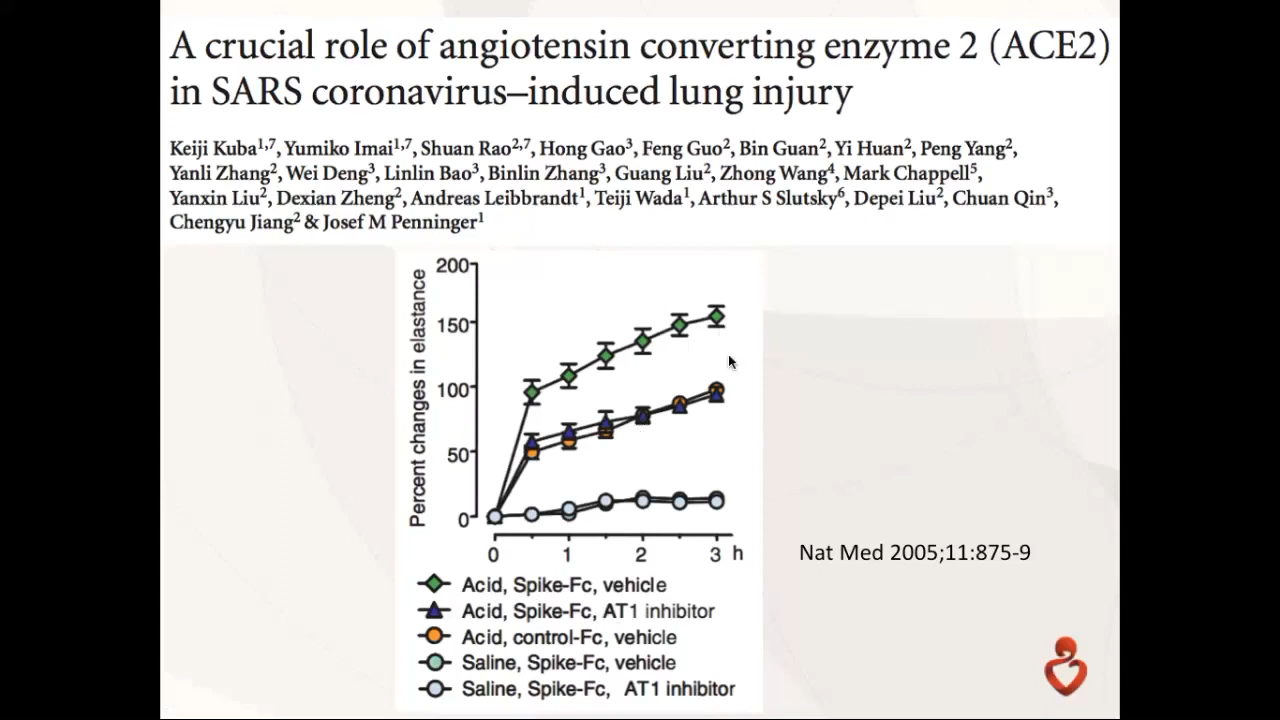 A crucial role of angiotensin converting enzyme 2 (ACE2)
in SARS coronavirus–induced lung injury
Keiji Kuba1,7, Yumiko Imai1,7, Shuan Rao2,7, Hong Gao3, Feng Guo2, Bin Guan2, Yi Huan2, Peng Yang2,
Yanli Zhang2, Wei Deng3, Linlin Bao3, Binlin Zhang3, Guang Liu2, Zhong Wang4, Mark Chappell5,
Yanxin Liu2, Dexian Zheng2, Andreas Leibbrandt1, Teiji Wada1, Arthur S Slutsky6, Depei Liu2, Chuan Qin3,
Chengyu Jiang2 & Josef M Penninger1
Percent changes in elastance
200
150
100
50
0
0 1 2 3 h
Acid, Spike-Fc, vehicle
Acid, Spike-Fc, AT1 inhibitor
Acid, control-Fc, vehicle
Saline, Spike-Fc, vehicle
Saline, Spike-Fc, AT1 inhibitor
Nat Med 2005;11:875-9